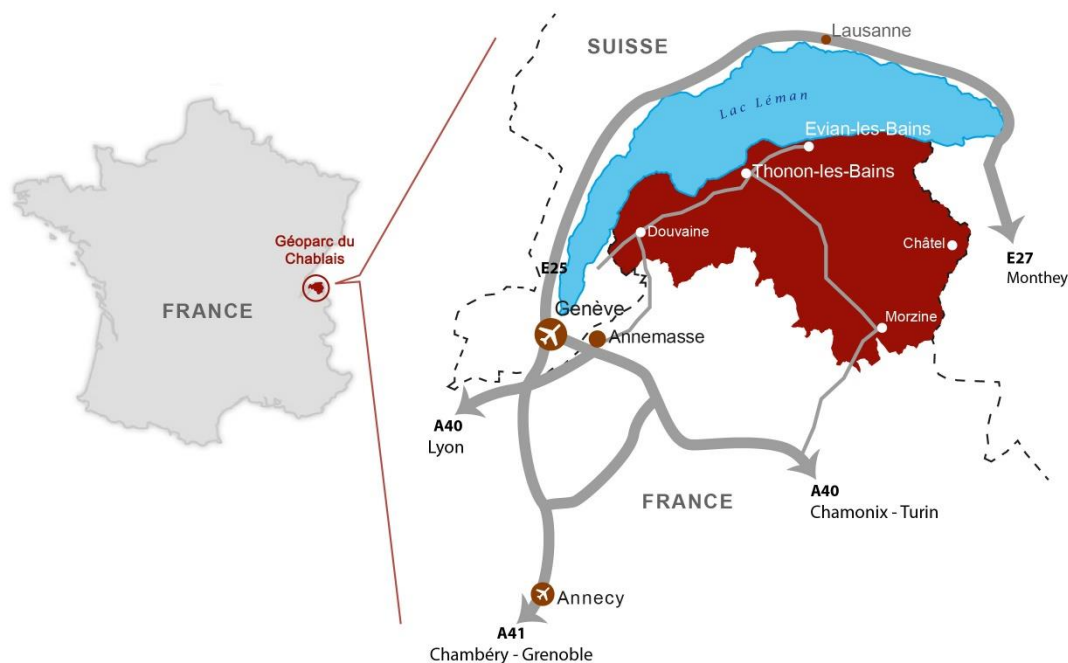 Géoparc du
Chablais
FRANCE
SUISSE
Lausanne
Lac Léman
Evian-les-Bains
Thonon-les-Bains
Douvaine
Châtel
E27
Monthey
E25
Genève
Annemasse
Morzine
A40
Lyon
FRANCE
A40
Chamonix - Turin
Annecy
A41
Chambéry - Grenoble